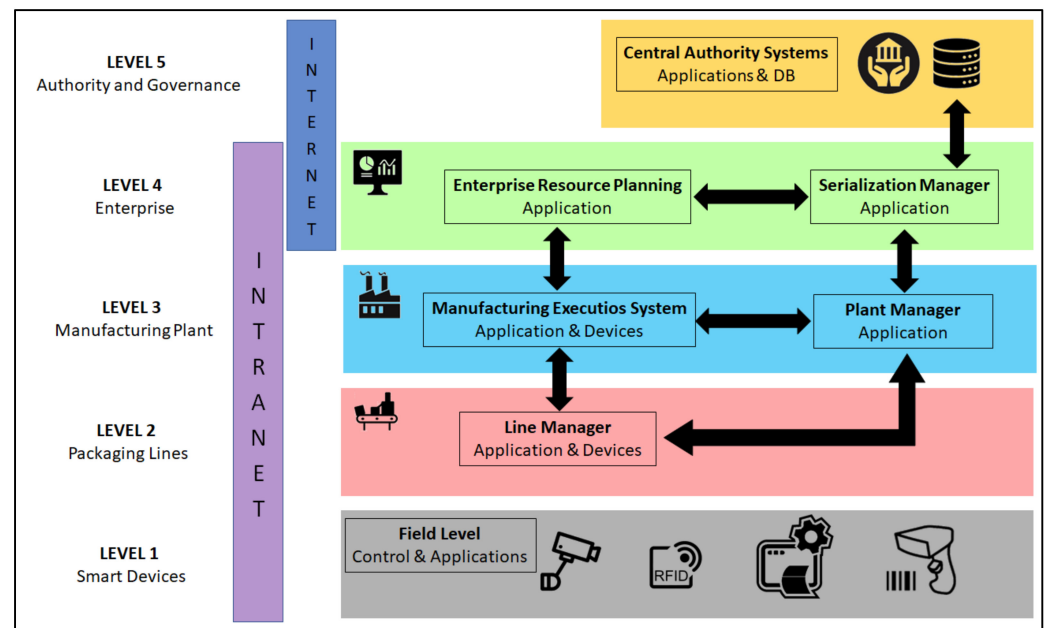 LEVEL 5
Authority and Governance
INTERNET
Central Authority Systems
Applications & DB
LEVEL 4
Enterprise
Enterprise Resource Planning
Application
Serialization Manager
Application
INTRANET
LEVEL 3
Manufacturing Plant
Manufacturing Executios System
Application & Devices
Plant Manager
Application
LEVEL 2
Packaging Lines
Line Manager
Application & Devices
LEVEL 1
Smart Devices
Field Level
Control & Applications
RFID